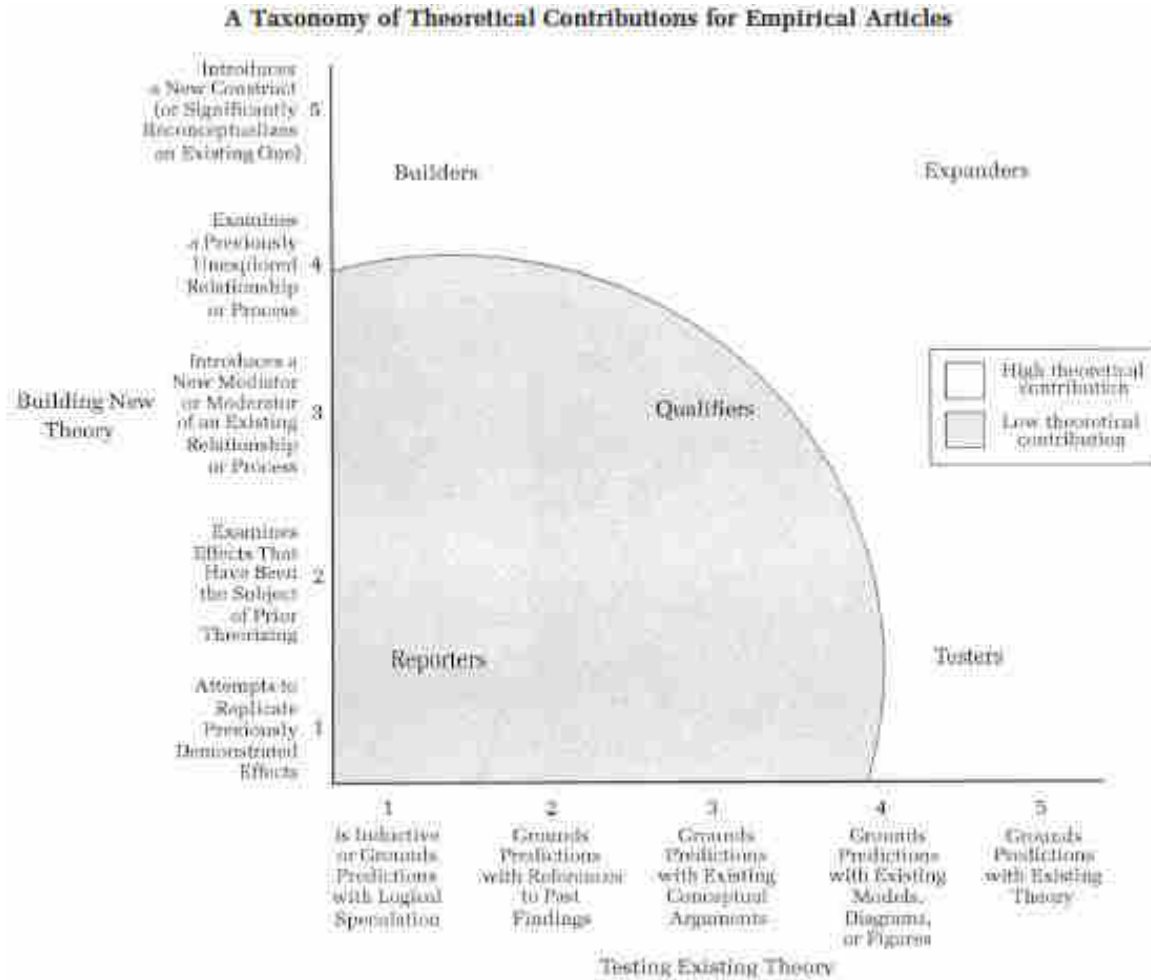 A Taxonomy of Theoretical Contributions for Empirical Articles
Introduces
a New Construct
(or Significantly
Reconceptualizes
an Existing One)
5
Builders
Expanders
Examines
a Previously
Unexplored
Relationship
or Process
4
Introduces a
New Mediator
or Moderator
of an Existing
Relationship
or Process
3
Building New
Theory
Qualifiers
High theoretical
contribution
Low theoretical
contribution
Examines
Effects That
Have Been
the Subject
of Prior
Theorizing
2
Reporters
Testers
Attempts to
Replicate
Previously
Demonstrated
Effects
1
1
Is Inductive
or Grounds
Predictions
with Logical
Speculation
2
Grounds
Predictions
with References
to Past
Findings
3
Grounds
Predictions
with Existing
Conceptual
Arguments
4
Grounds
Predictions
with Existing
Models,
Diagrams,
or Figures
5
Grounds
Predictions
with Existing
Theory
Testing Existing Theory